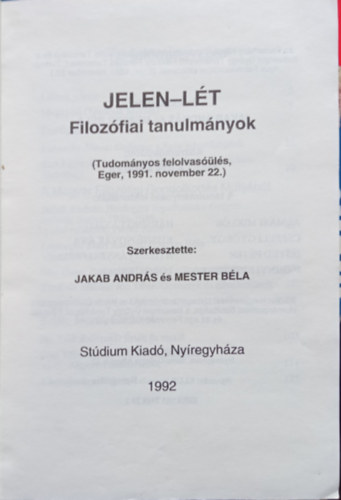 JELEN–LÉT
Filozófiai tanulmányok
(Tudományos felolvasóülés,
Eger, 1991. november 22.)
Szerkesztette:
JAKAB ANDRÁS és MESTER BÉLA
Stúdium Kiadó, Nyíregyháza
1992